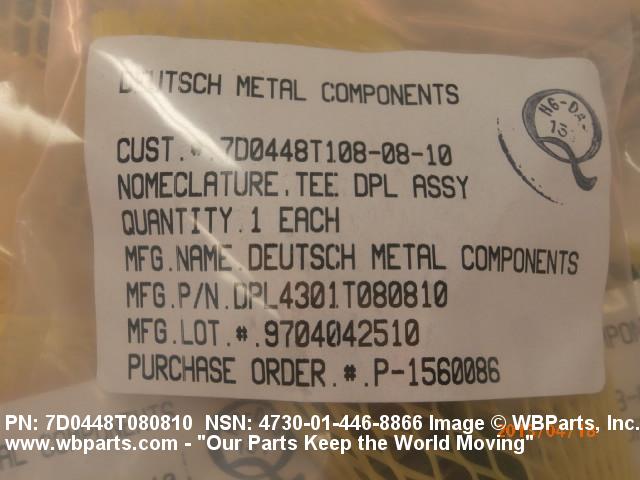 DEUTSCH METAL COMPONENTS
CUST.#.7D0448T108-08-10
NOMECLATURE.TEE DPL ASSY
QUANTITY.1 EACH
MFG.NAME.DEUTSCH METAL COMPONENTS
MFG.P/N.DPL4301T080810
MFG.LOT.#.9704042510
PURCHASE ORDER.#.P-1560086
PN: 7D0448T080810 NSN: 4730-01-446-8866 Image © WBParts, Inc.
www.wbparts.com - "Our Parts Keep the World Moving"